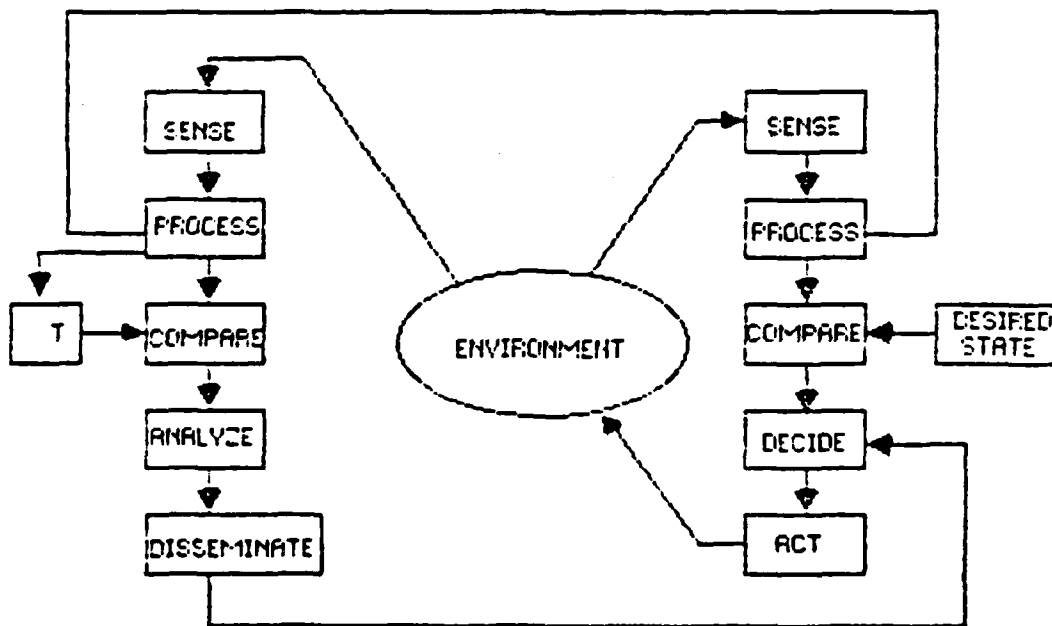 SENSE
PROCESS
T
COMPARE
ANALYZE
DISSEMINATE
ENVIRONMENT
SENSE
PROCESS
COMPARE
DESIRED
STATE
DECIDE
ACT